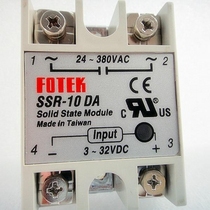 1 ~ 24 ~ 380VAC ~ 2
FOTEK
CE
SSR-10 DA
Solid State Module
Made in Taiwan
C RU US
Input
4 - 3 ~ 32VDC + 3